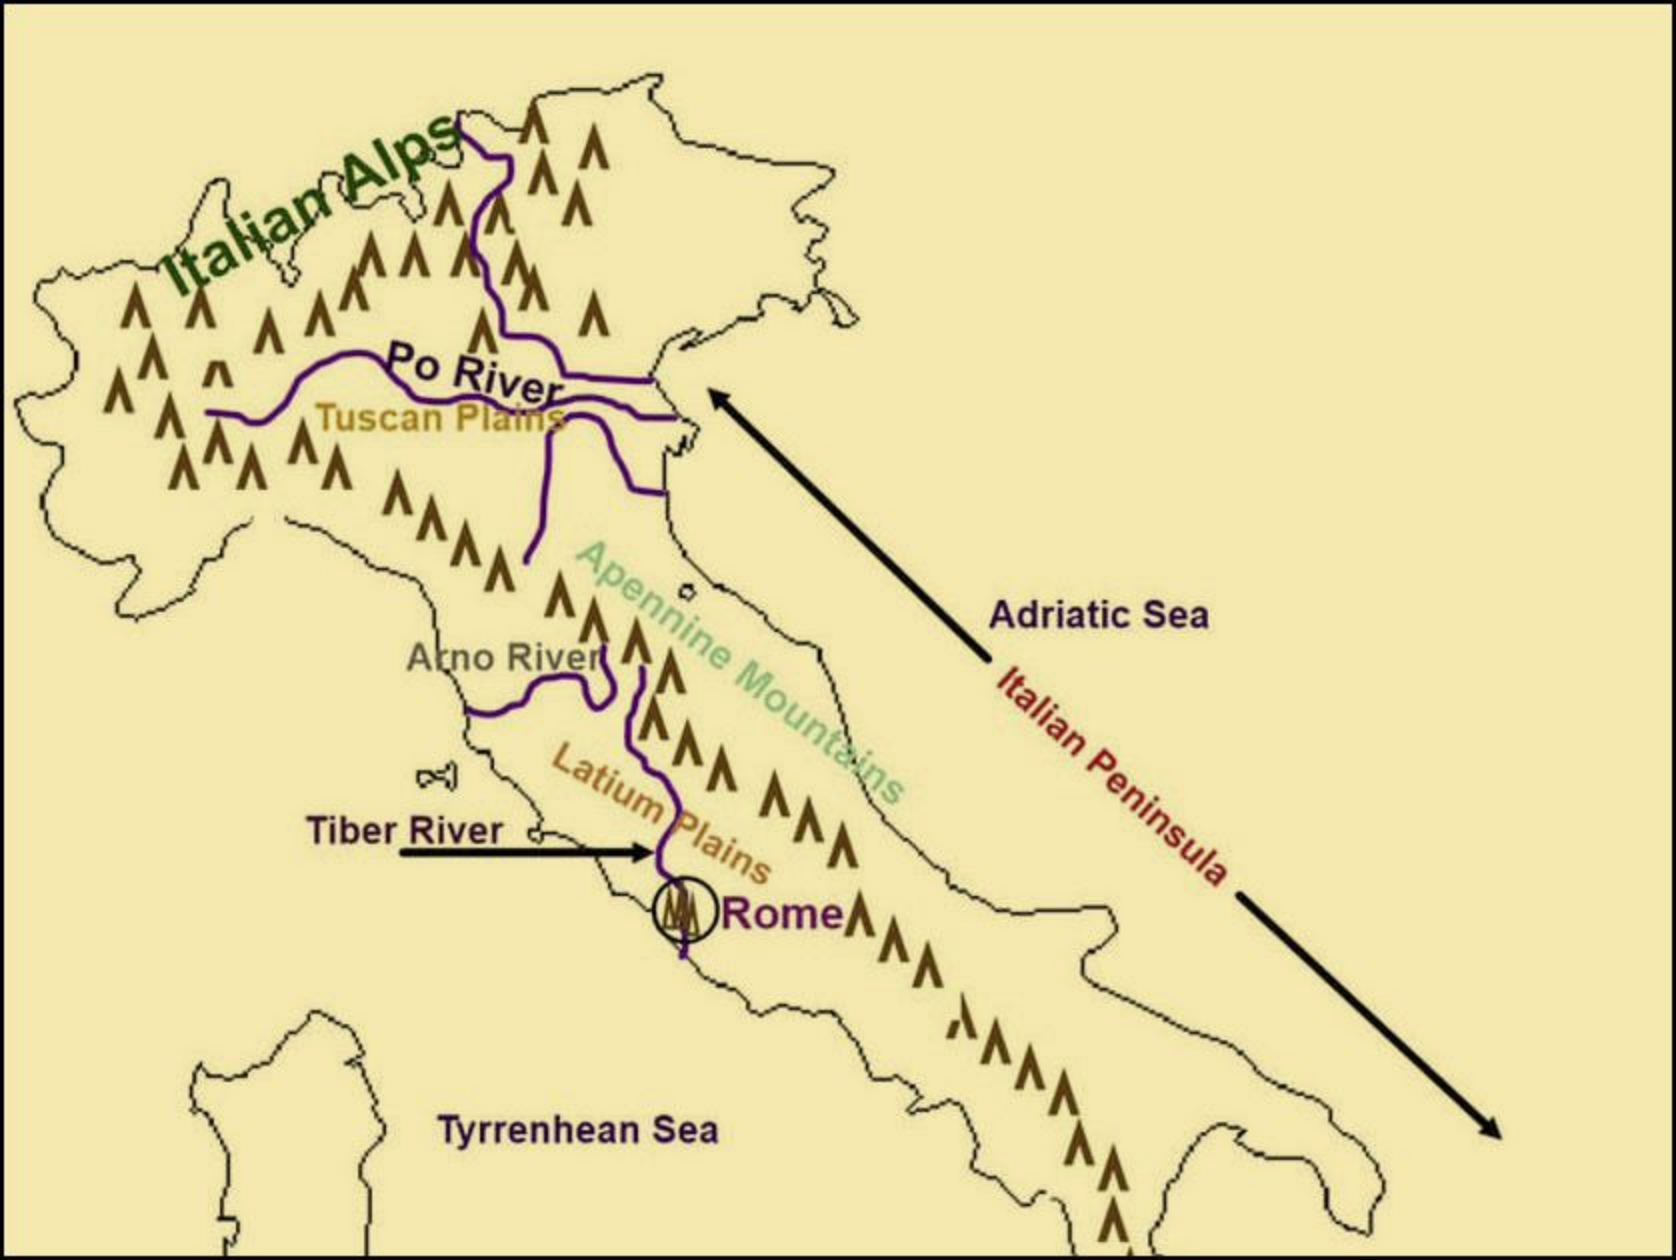 Italian Alps
Po River
Tuscan Plains
Apennine Mountains
Adriatic Sea
Arno River
Italian Peninsula
Latium Plains
Tiber River
Rome
Tyrrenhean Sea